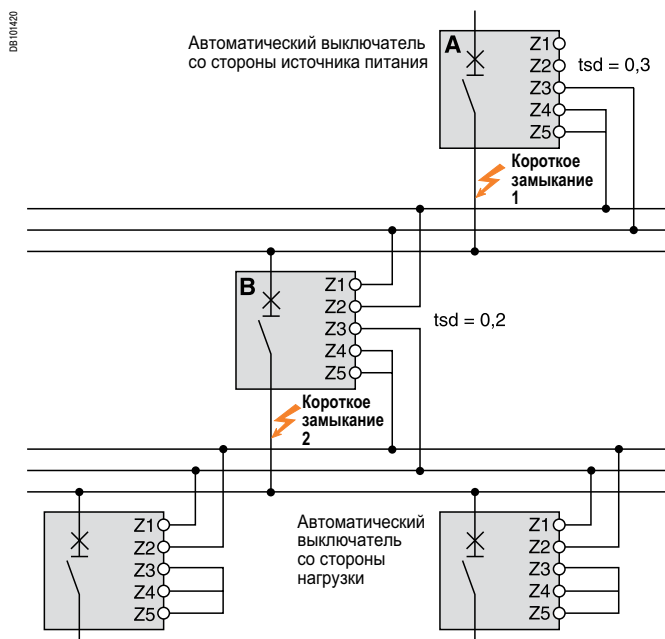 DB101420
Автоматический выключатель
со стороны источника питания
A
Z1
Z2
Z3
Z4
Z5
tsd = 0,3
Короткое
замыкание
1
B
Z1
Z2
Z3
Z4
Z5
tsd = 0,2
Короткое
замыкание
2
Z1
Z2
Z3
Z4
Z5
Автоматический
выключатель
со стороны
нагрузки
Z1
Z2
Z3
Z4
Z5